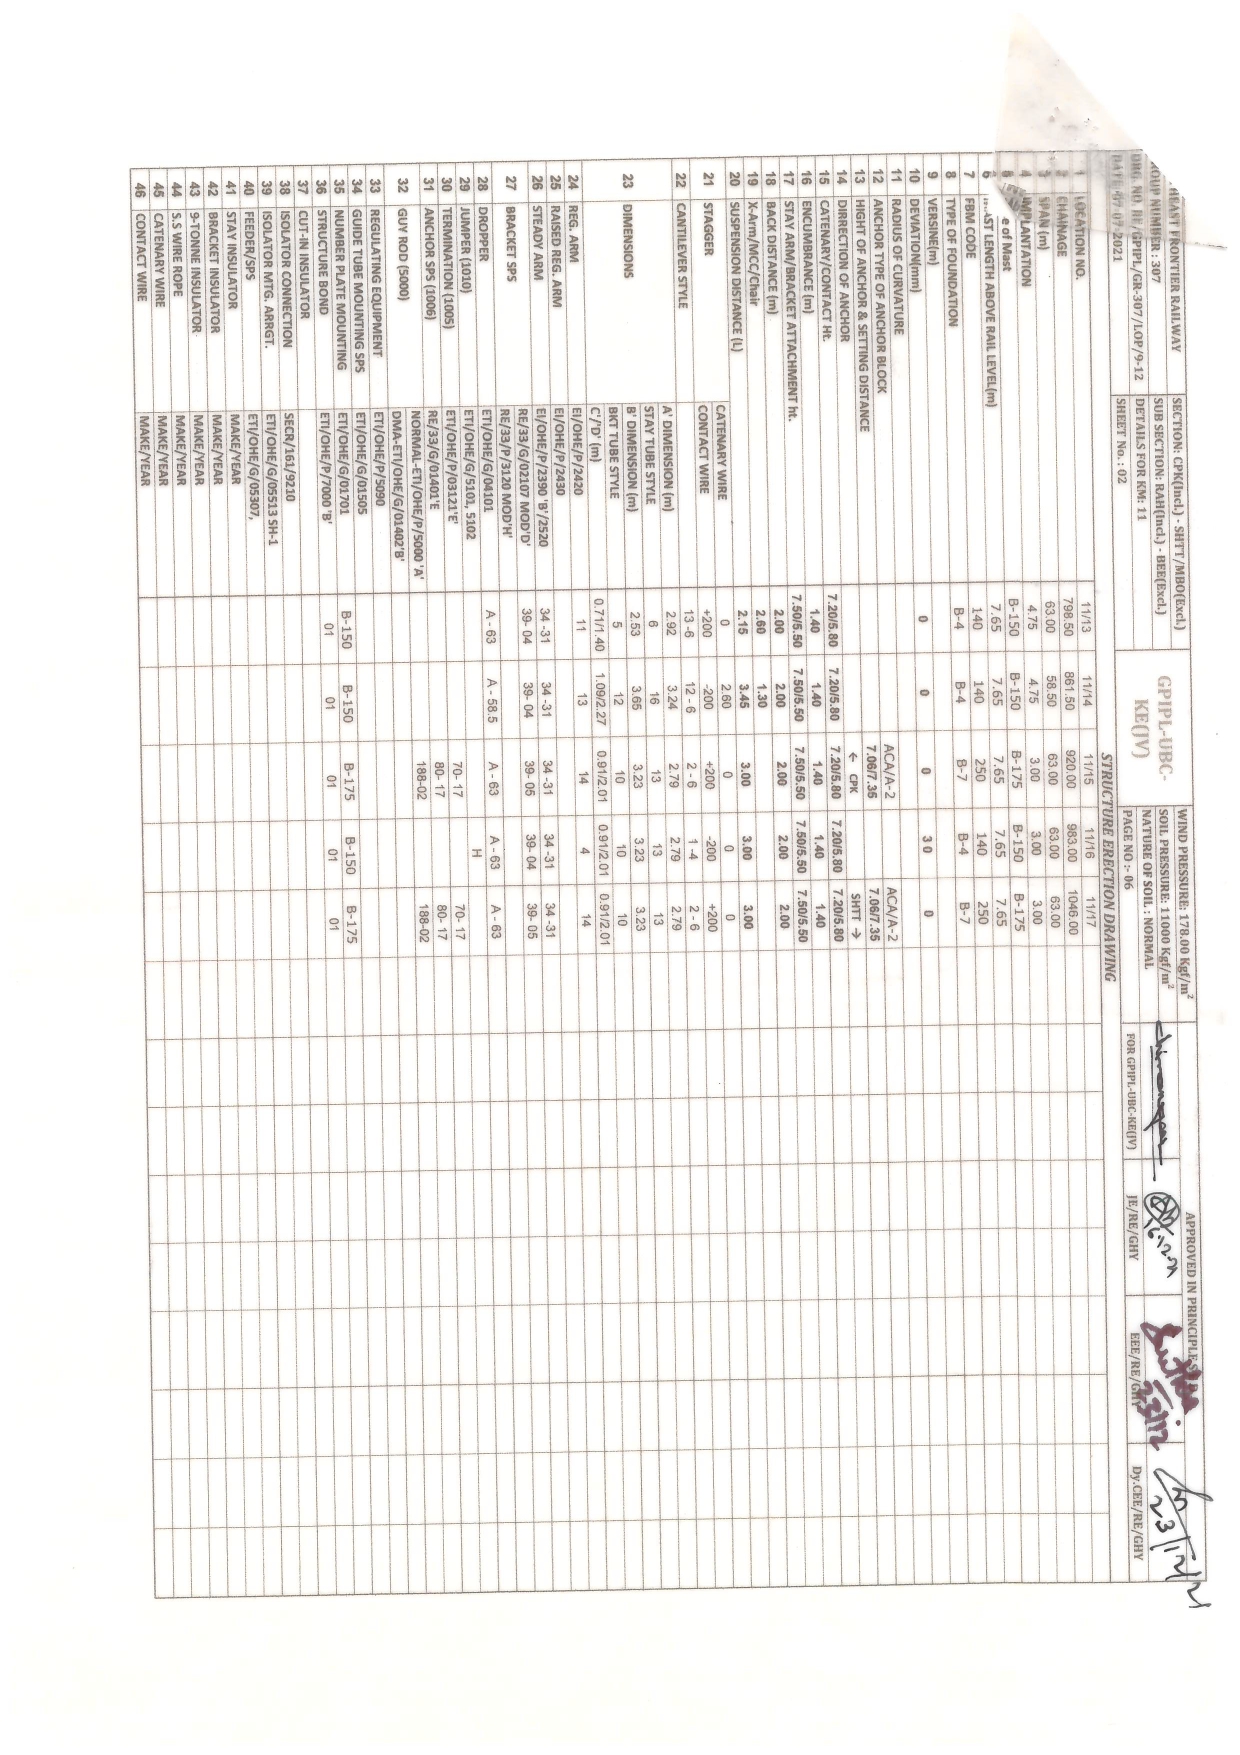 HEAST FRONTIER RAILWAY SECTION: CPK(Incl.) - SHTT/MBO(Excl.) GPIPL-UBC-KE(JV) WIND PRESSURE: 178.00 Kgf/m² APPROVED IN PRINCIPLE
OUP NUMBER : 307 SUB SECTION: RAH(Incl.) - BEE(Excl.) SOIL PRESSURE: 11000 Kgf/m²
DRG. NO. RE/GPIPL/GR-307/LOP/9-12 DETAILS FOR KM: 11 NATURE OF SOIL : NORMAL
2021 SHEET No. : 02 PAGE NO :- 06 FOR GPIPL-UBC-KE(JV) JE/RE/GHY EEE/RE/GHY 23/12 Dy.CEE/RE/GHY 23/12/21
STRUCTURE ERECTION DRAWING
1 LOCATION NO. 11/13 11/14 11/15 11/16 11/17
2 CHAINAGE 798.50 861.50 920.00 983.00 1046.00
3 SPAN (m) 63.00 58.50 63.00 63.00 63.00
4 IMPLANTATION 4.75 4.75 3.00 3.00 3.00
5 e of Mast B-150 B-150 B-175 B-150 B-175
6 AST LENGTH ABOVE RAIL LEVEL(m) 7.65 7.65 7.65 7.65 7.65
7 FBM CODE 140 140 250 140 250
8 TYPE OF FOUNDATION B-4 B-4 B-7 B-4 B-7
9 VERSINE(m)
10 DEVIATION(mm) 0 0 0 30 0
11 RADIUS OF CURVATURE
12 ANCHOR TYPE OF ANCHOR BLOCK ACA/A-2 ACA/A-2
13 HIGHT OF ANCHOR & SETTING DISTANCE 7.06/7.35 7.06/7.35
14 DIRRECTION OF ANCHOR ← CPK SHTT →
15 CATENARY/CONTACT Ht. 7.20/5.80 7.20/5.80 7.20/5.80 7.20/5.80 7.20/5.80
16 ENCUMBRANCE (m) 1.40 1.40 1.40 1.40 1.40
17 STAY ARM/BRACKET ATTACHMENT ht. 7.50/5.50 7.50/5.50 7.50/5.50 7.50/5.50 7.50/5.50
18 BACK DISTANCE (m) 2.00 2.00 2.00 2.00 2.00
19 X-Arm/MCC/Chair 2.60 1.30
20 SUSPENSION DISTANCE (L) 2.15 3.45 3.00 3.00 3.00
21 STAGGER CATENARY WIRE 0 2.60 0 0 0
CONTACT WIRE +200 -200 +200 -200 +200
22 CANTILEVER STYLE 13 -6 12 - 6 2 - 6 1 - 4 2 - 6
23 DIMENSIONS A' DIMENSION (m) 2.92 3.24 2.79 2.79 2.79
STAY TUBE STYLE 6 16 13 13 13
B' DIMENSION (m) 2.53 3.65 3.23 3.23 3.23
BKT TUBE STYLE 5 12 10 10 10
C'/'D' (m) 0.71/1.40 1.09/2.27 0.91/2.01 0.91/2.01 0.91/2.01
24 REG. ARM EI/OHE/P/2420 11 13 14 4 14
25 RAISED REG. ARM EI/OHE/P/2430
26 STEADY ARM EI/OHE/P/2390 'B'/2520 34 -31 34 -31 34 -31 34 -31 34 -31
27 BRACKET SPS RE/33/G/02107 MOD'D' 39- 04 39- 04 39- 05 39- 04 39- 05
RE/33/P/3120 MOD'H'
28 DROPPER ETI/OHE/G/04101 A - 63 A - 58.5 A - 63 A - 63 A - 63
29 JUMPER (1010) ETI/OHE/G/5101, 5102 H
30 TERMINATION (1005) ETI/OHE/P/03121'E' 70- 17 70- 17
31 ANCHOR SPS (1006) RE/33/G/01401'E 80- 17 80- 17
32 GUY ROD (5000) NORMAL-ETI/OHE/P/5000 'A' 188-02 188-02
DMA-ETI/OHE/G/01402'B'
33 REGULATING EQUIPMENT ETI/OHE/P/5090
34 GUIDE TUBE MOUNTING SPS ETI/OHE/G/01505
35 NUMBER PLATE MOUNTING ETI/OHE/G/01701 B-150 B-150 B-175 B-150 B-175
36 STRUCTURE BOND ETI/OHE/P/7000 'B' 01 01 01 01 01
37 CUT-IN INSULATOR
38 ISOLATOR CONNECTION SECR/161/9210
39 ISOLATOR MTG. ARRGT. ETI/OHE/G/05513 SH-1
40 FEEDER/SPS ETI/OHE/G/05307,
41 STAY INSULATOR MAKE/YEAR
42 BRACKET INSULATOR MAKE/YEAR
43 9-TONNE INSULATOR MAKE/YEAR
44 S.S WIRE ROPE MAKE/YEAR
45 CATENARY WIRE MAKE/YEAR
46 CONTACT WIRE MAKE/YEAR